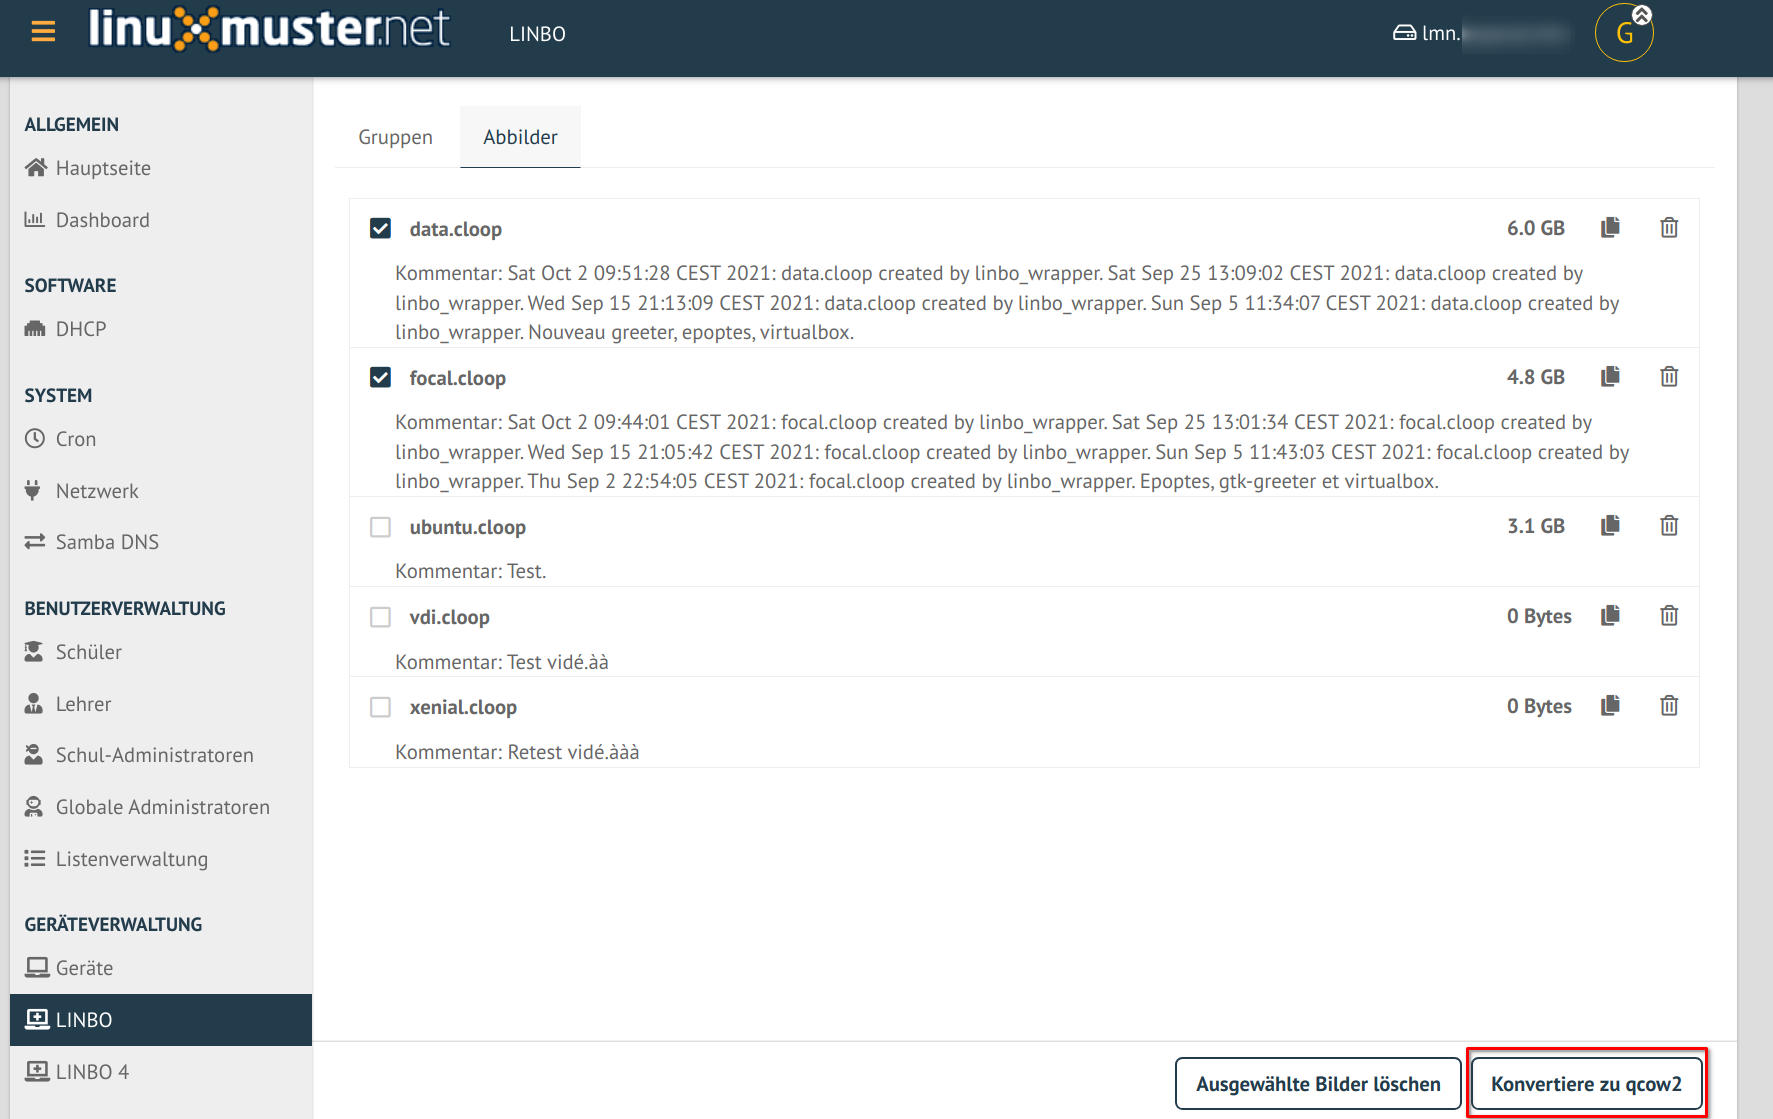 linuxmuster.net
LINBO
lmn.
G
ALLGEMEIN
Hauptseite
Dashboard
SOFTWARE
DHCP
SYSTEM
Cron
Netzwerk
Samba DNS
BENUTZERVERWALTUNG
Schüler
Lehrer
Schul-Administratoren
Globale Administratoren
Listenverwaltung
GERÄTEVERWALTUNG
Geräte
LINBO
LINBO 4
Gruppen
Abbilder
data.cloop
6.0 GB
Kommentar: Sat Oct 2 09:51:28 CEST 2021: data.cloop created by linbo_wrapper. Sat Sep 25 13:09:02 CEST 2021: data.cloop created by
linbo_wrapper. Wed Sep 15 21:13:09 CEST 2021: data.cloop created by linbo_wrapper. Sun Sep 5 11:34:07 CEST 2021: data.cloop created by
linbo_wrapper. Nouveau greeter, epoptes, virtualbox.
focal.cloop
4.8 GB
Kommentar: Sat Oct 2 09:44:01 CEST 2021: focal.cloop created by linbo_wrapper. Sat Sep 25 13:01:34 CEST 2021: focal.cloop created by
linbo_wrapper. Wed Sep 15 21:05:42 CEST 2021: focal.cloop created by linbo_wrapper. Sun Sep 5 11:43:03 CEST 2021: focal.cloop created by
linbo_wrapper. Thu Sep 2 22:54:05 CEST 2021: focal.cloop created by linbo_wrapper. Epoptes, gtk-greeter et virtualbox.
ubuntu.cloop
3.1 GB
Kommentar: Test.
vdi.cloop
0 Bytes
Kommentar: Test vidé.àà
xenial.cloop
0 Bytes
Kommentar: Retest vidé.ààà
Ausgewählte Bilder löschen
Konvertiere zu qcow2